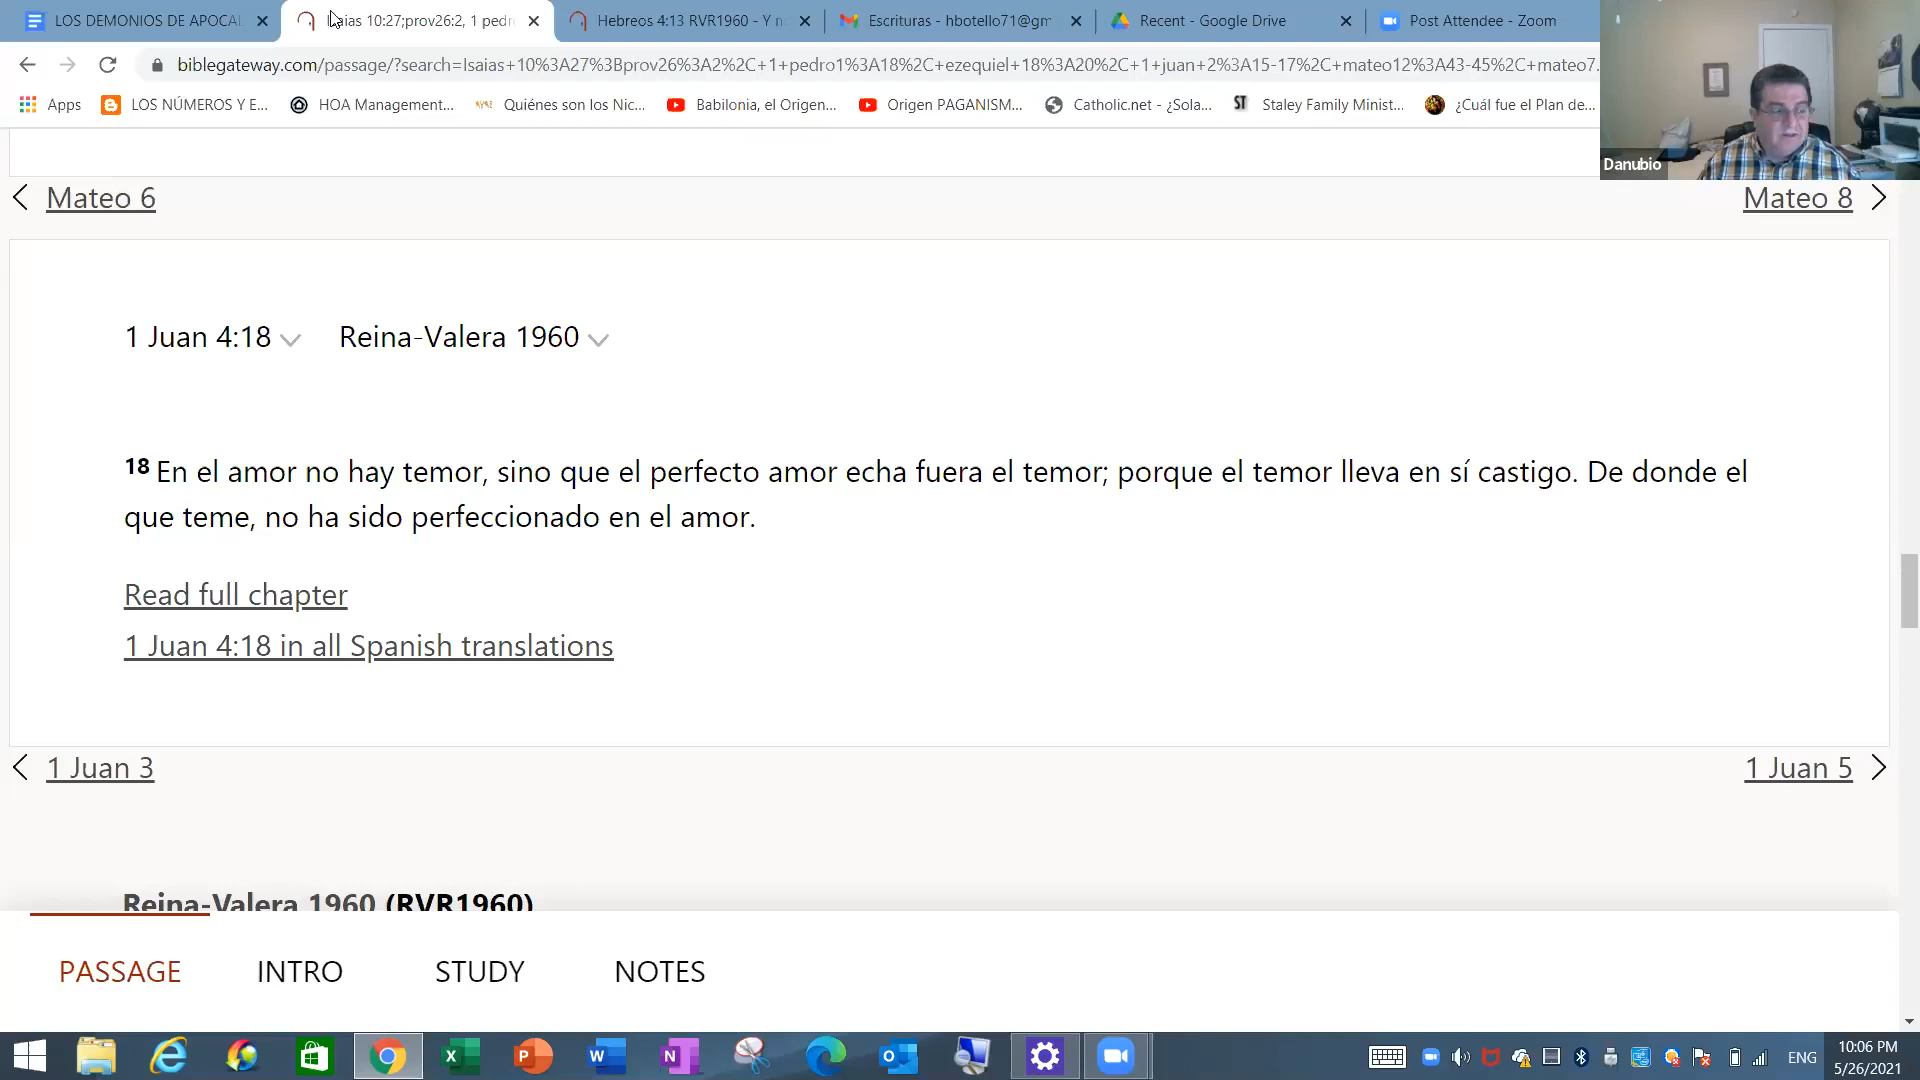 LOS DEMONIOS DE APOCAL
Isaias 10:27;prov26:2, 1 pedr
Hebreos 4:13 RVR1960 - Y n
Escrituras - hbotello71@gm
Recent - Google Drive
Post Attendee - Zoom
biblegateway.com/passage/?search=Isaias+10%3A27%3Bprov26%3A2%2C+1+pedro1%3A18%2C+ezequiel+18%3A20%2C+1+juan+2%3A15-17%2C+mateo12%3A43-45%2C+mateo7.
Apps
LOS NÚMEROS Y E...
HOA Management...
Quiénes son los Nic...
Babilonia, el Origen...
Origen PAGANISM...
Catholic.net - ¿Sola...
ST
Staley Family Minist...
¿Cuál fue el Plan de...
Danubio
Mateo 6
Mateo 8
1 Juan 4:18
Reina-Valera 1960
18 En el amor no hay temor, sino que el perfecto amor echa fuera el temor; porque el temor lleva en sí castigo. De donde el
que teme, no ha sido perfeccionado en el amor.
Read full chapter
1 Juan 4:18 in all Spanish translations
1 Juan 3
1 Juan 5
Reina-Valera 1960 (RVR1960)
PASSAGE
INTRO
STUDY
NOTES
ENG
10:06 PM
5/26/2021